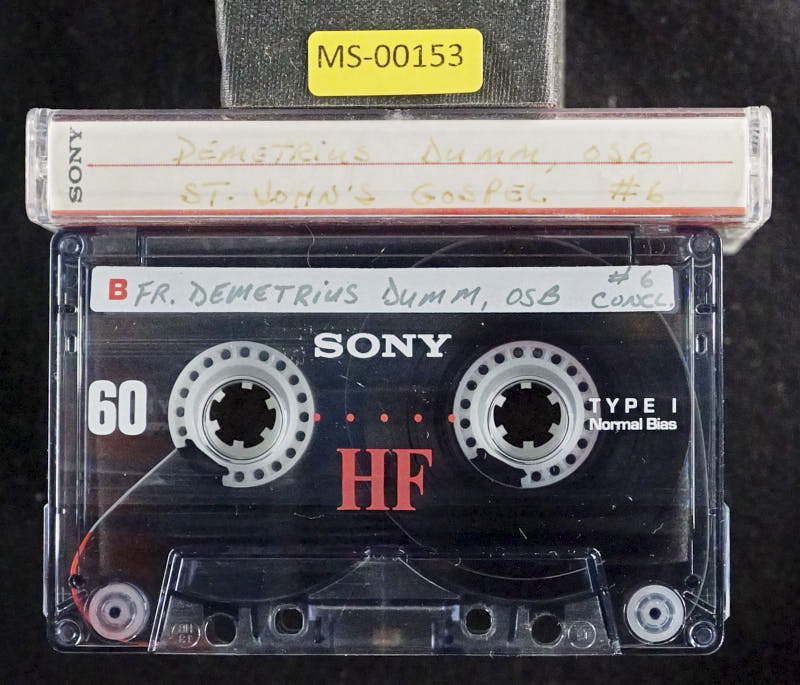 MS-00153
SONY
DEMETRIUS DUMM, OSB
ST. JOHN'S GOSPEL #6
B FR. DEMETRIUS DUMM, OSB #6
CONCL.
SONY
60
TYPE I
Normal Bias
HF